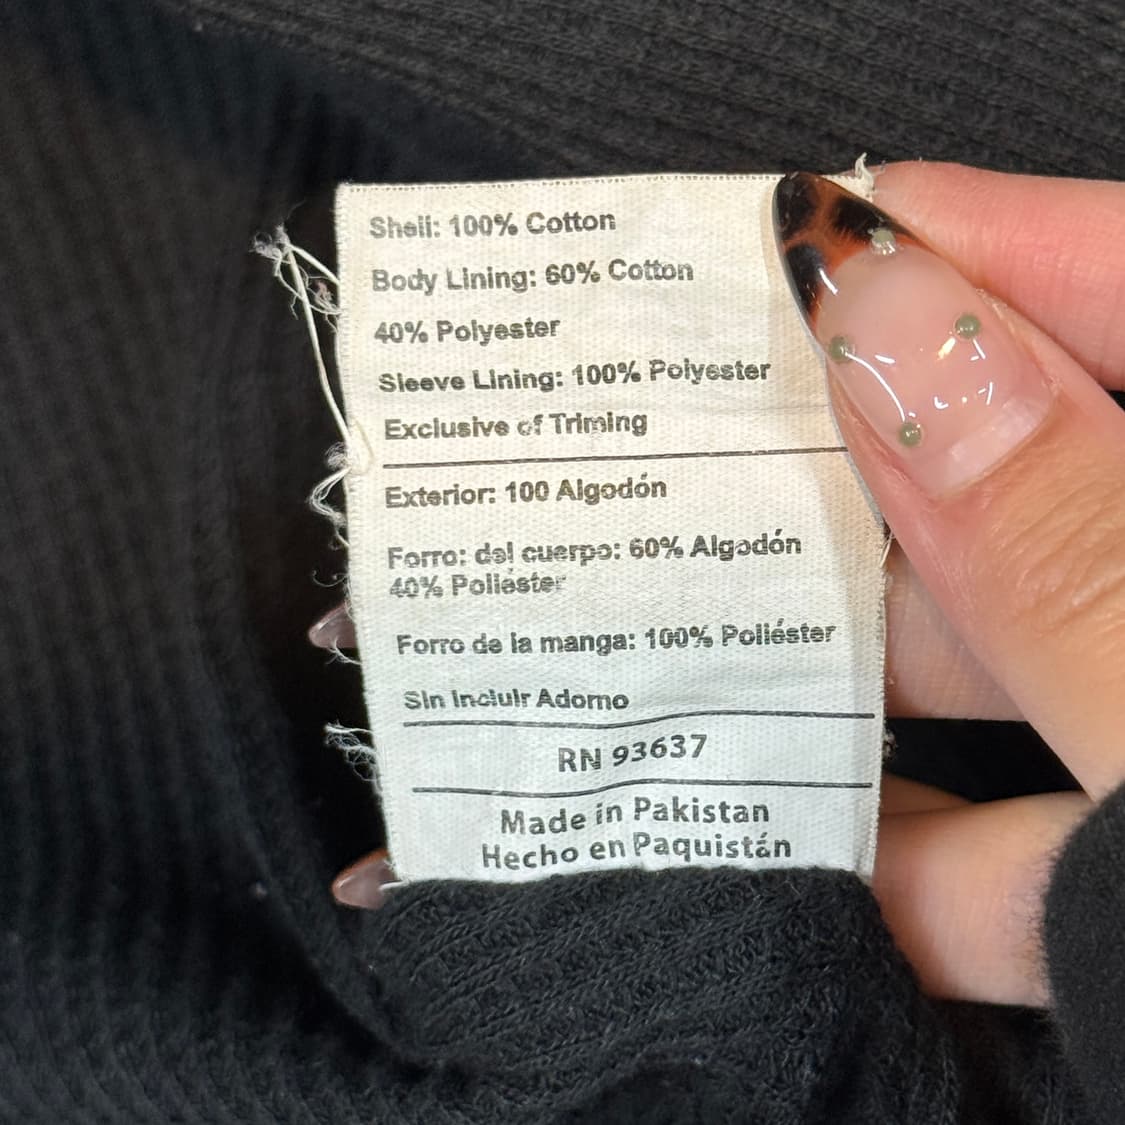 Shell: 100% Cotton
Body Lining: 60% Cotton
40% Polyester
Sleeve Lining: 100% Polyester
Exclusive of Triming
Exterior: 100 Algodón
Forro: del cuerpo: 60% Algodón
40% Poliéster
Forro de la manga: 100% Poliéster
Sin incluir Adorno
RN 93637
Made in Pakistan
Hecho en Paquistán